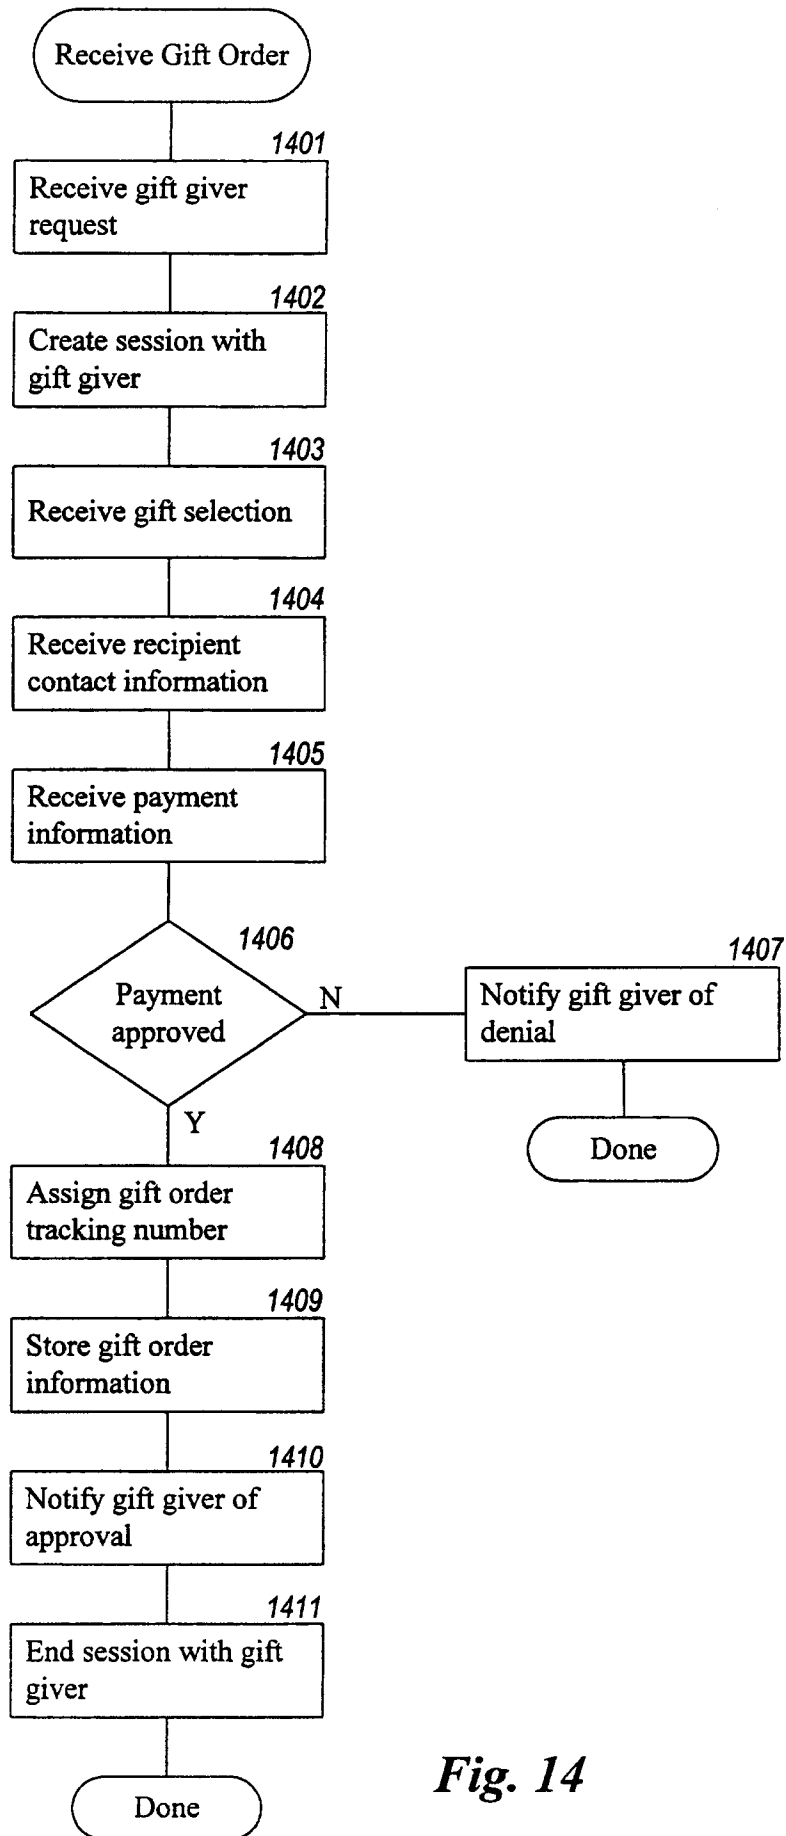 Receive Gift Order
1401
Receive gift giver
request
1402
Create session with
gift giver
1403
Receive gift selection
1404
Receive recipient
contact information
1405
Receive payment
information
1406
Payment
approved
N
1407
Notify gift giver of
denial
Done
Y
1408
Assign gift order
tracking number
1409
Store gift order
information
1410
Notify gift giver of
approval
1411
End session with gift
giver
Done
Fig. 14